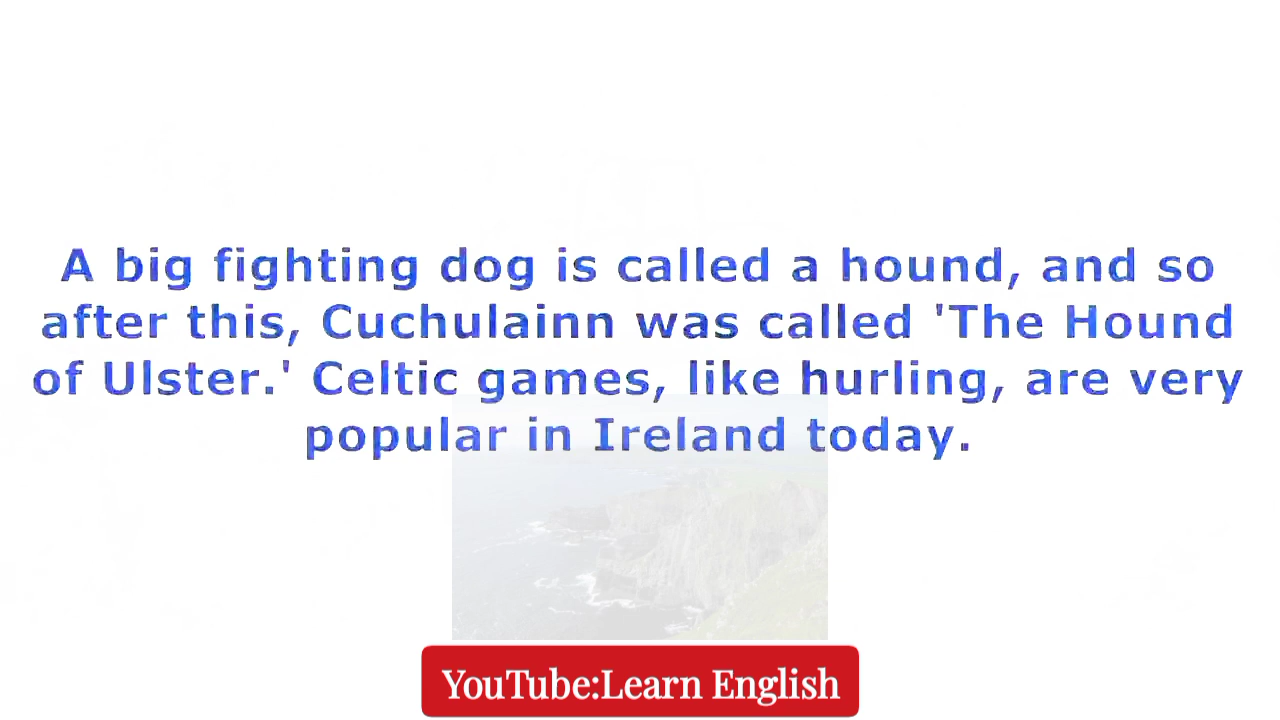 A big fighting dog is called a hound, and so
after this, Cuchulainn was called 'The Hound
of Ulster.' Celtic games, like hurling, are very
popular in Ireland today.
YouTube:Learn English